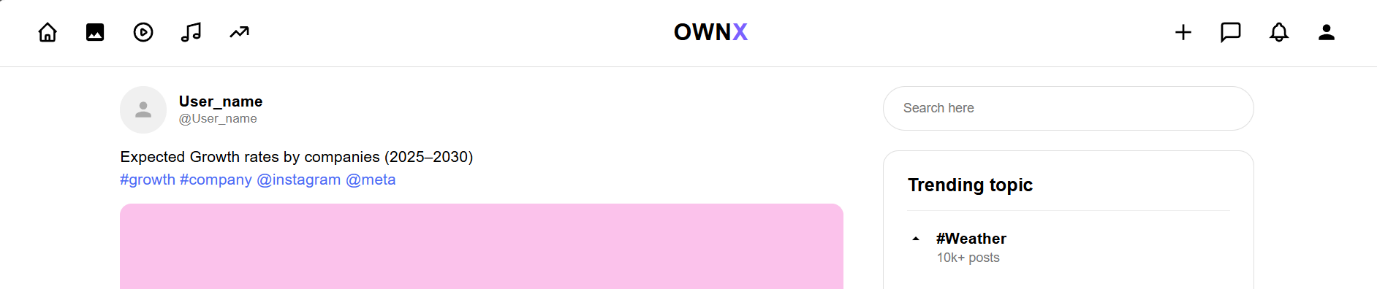 OWNX
User_name
@User_name
Expected Growth rates by companies (2025–2030)
#growth #company @instagram @meta
Search here
Trending topic
#Weather
10k+ posts